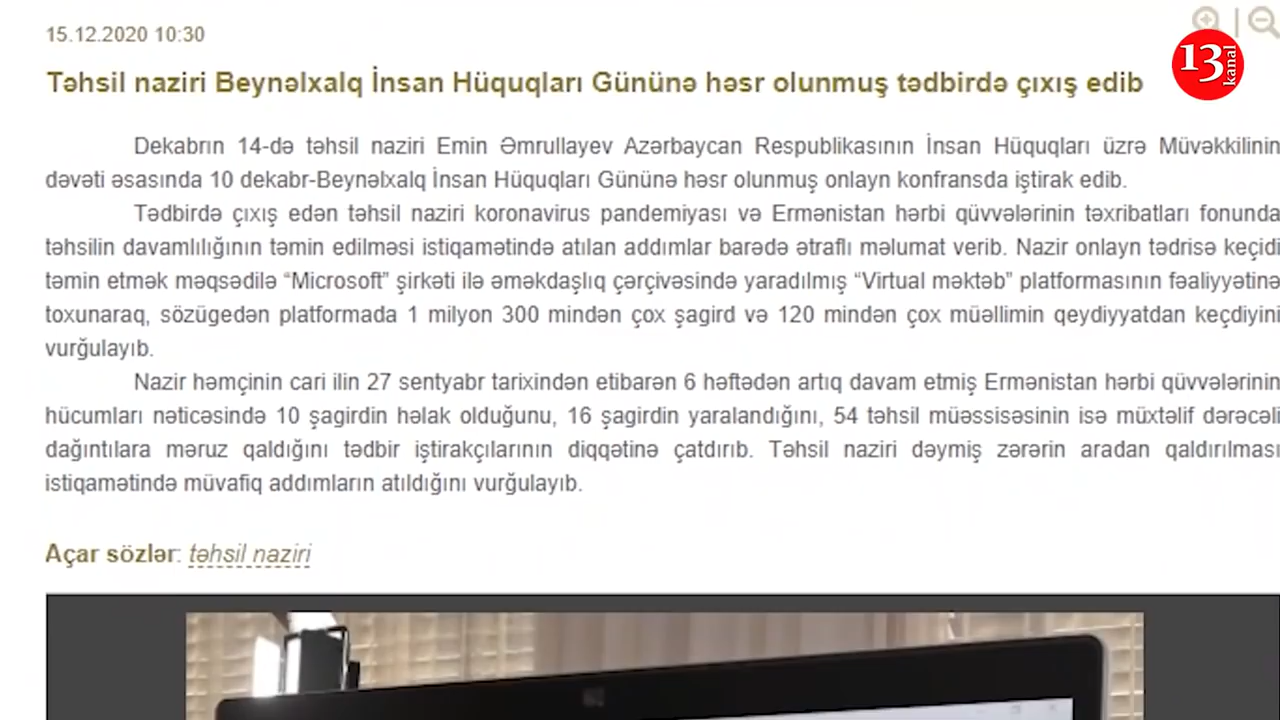 15.12.2020 10:30
13 kanal
Təhsil naziri Beynəlxalq İnsan Hüquqları Gününə həsr olunmuş tədbirdə çıxış edib
Dekabrın 14-də təhsil naziri Emin Əmrullayev Azərbaycan Respublikasının İnsan Hüquqları üzrə Müvəkkilinin
dəvəti əsasında 10 dekabr-Beynəlxalq İnsan Hüquqları Gününə həsr olunmuş onlayn konfransda iştirak edib.
Tədbirdə çıxış edən təhsil naziri koronavirus pandemiyası və Ermənistan hərbi qüvvələrinin təxribatları fonunda
təhsilin davamlılığının təmin edilməsi istiqamətində atılan addımlar barədə ətraflı məlumat verib. Nazir onlayn tədrisə keçidi
təmin etmək məqsədilə “Microsoft” şirkəti ilə əməkdaşlıq çərçivəsində yaradılmış “Virtual məktəb” platformasının fəaliyyətinə
toxunaraq, sözügedən platformada 1 milyon 300 mindən çox şagird və 120 mindən çox müəllimin qeydiyyatdan keçdiyini
vurğulayıb.
Nazir həmçinin cari ilin 27 sentyabr tarixindən etibarən 6 həftədən artıq davam etmiş Ermənistan hərbi qüvvələrinin
hücumları nəticəsində 10 şagirdin həlak olduğunu, 16 şagirdin yaralandığını, 54 təhsil müəssisəsinin isə müxtəlif dərəcəli
dağıntılara məruz qaldığını tədbir iştirakçılarının diqqətinə çatdırıb. Təhsil naziri dəymiş zərərin aradan qaldırılması
istiqamətində müvafiq addımların atıldığını vurğulayıb.
Açar sözlər: təhsil naziri